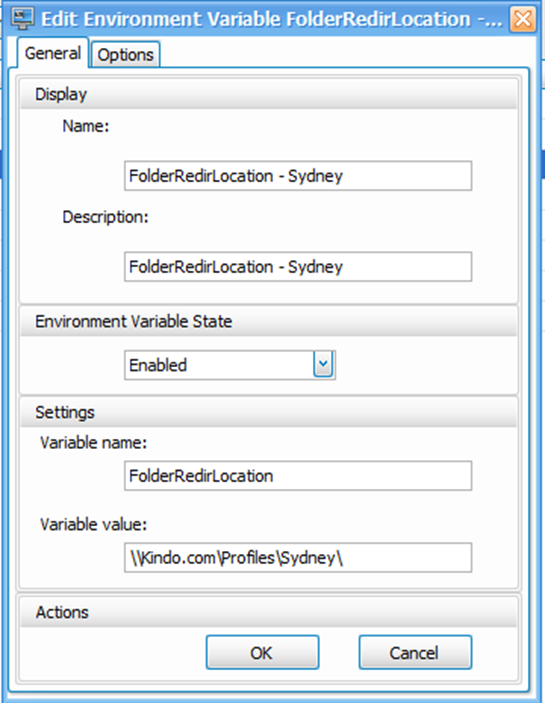 Edit Environment Variable FolderRedirLocation -...
General
Options
Display
Name:
FolderRedirLocation - Sydney
Description:
FolderRedirLocation - Sydney
Environment Variable State
Enabled
Settings
Variable name:
FolderRedirLocation
Variable value:
\\Kindo.com\Profiles\Sydney\
Actions
OK
Cancel